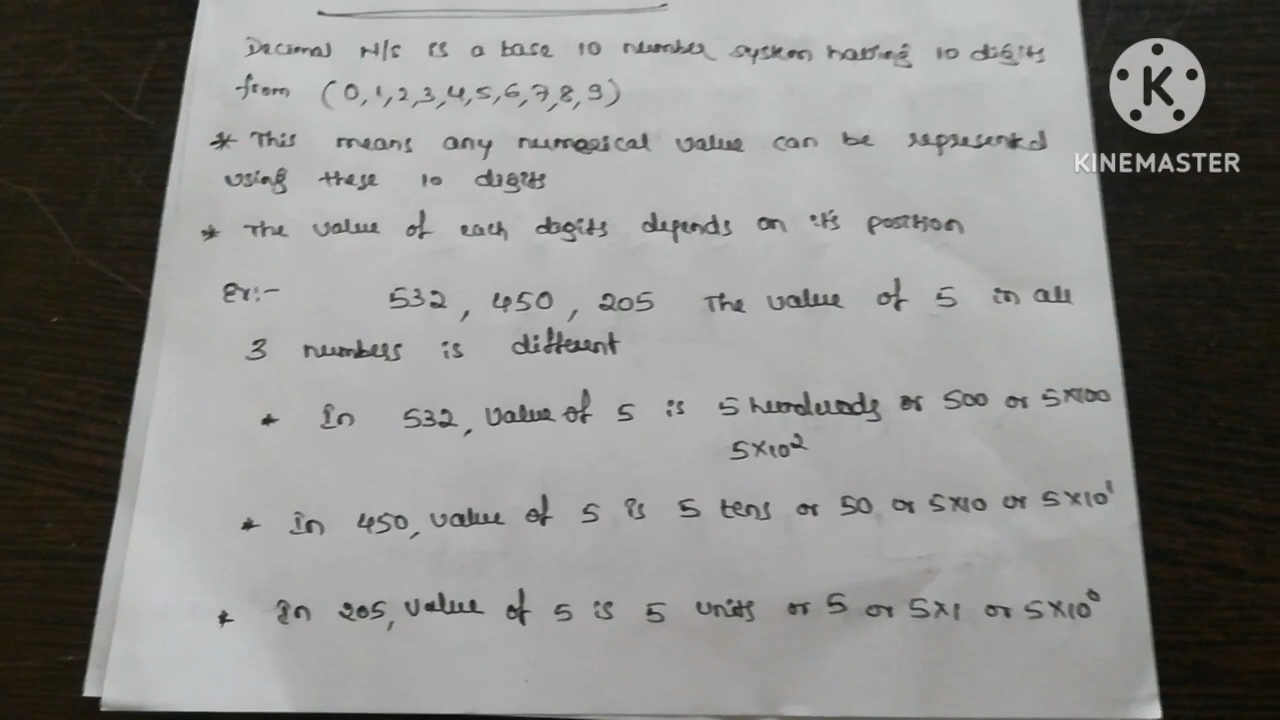 Decimal N/s is a base 10 number system having 10 digits
from (0,1,2,3,4,5,6,7,8,9)
* This means any numerical value can be represented
using these 10 digits
* The value of each digits depends on it's position
Ex:- 532, 450, 205 The value of 5 in all
3 numbers is different
* In 532, value of 5 is 5 hundreds or 500 or 5×100
5×10²
* In 450, value of 5 is 5 tens or 50 or 5×10 or 5×10¹
* In 205, value of 5 is 5 units or 5 or 5×1 or 5×10⁰
K
KINEMASTER